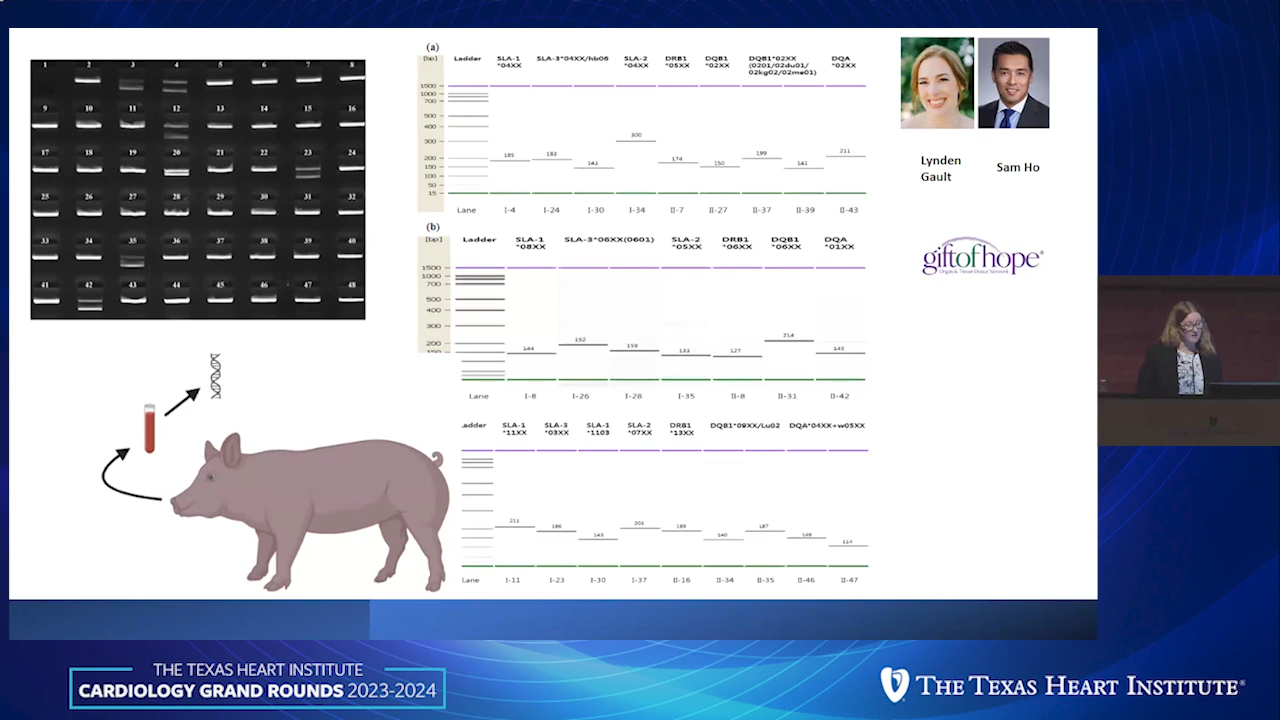 1 2 3 4 5 6 7 8
9 10 11 12 13 14 15 16
17 18 19 20 21 22 23 24
25 26 27 28 29 30 31 32
33 34 35 36 37 38 39 40
41 42 43 44 45 46 47 48
(a)
[bp] Ladder SLA-1 *04XX SLA-3*04XX/hb06 SLA-2 *04XX DRB1 *05XX DQB1 *02XX DQB1*02XX (0201/02du01/ 02kg02/02me01) DQA *02XX
1500
1000
700
500
400
300
200
150
100
50
15
185 183 143 300 174 150 199 141 211
Lane I-4 I-24 I-30 I-34 II-7 II-27 II-37 II-39 II-43
(b)
[bp] Ladder SLA-1 *08XX SLA-3*06XX(0601) SLA-2 *05XX DRB1 *06XX DQB1 *06XX DQA *01XX
1500
1000
700
500
400
300
200
150
144 192 159 133 127 214 145
Lane I-8 I-26 I-28 I-35 II-8 II-31 II-42
adder SLA-1 *11XX SLA-3 *03XX SLA-1 *1103 SLA-2 *07XX DRB1 *13XX DQB1*09XX/Lu02 DQA*04XX+w05XX
211 186 143 203 189 140 187 149 114
Lane I-11 I-23 I-30 I-37 II-16 II-34 II-35 II-46 II-47
Lynden
Gault
Sam Ho
giftofhope®
Organ & Tissue Donor Network
THE TEXAS HEART INSTITUTE
CARDIOLOGY GRAND ROUNDS 2023-2024
THE TEXAS HEART INSTITUTE®